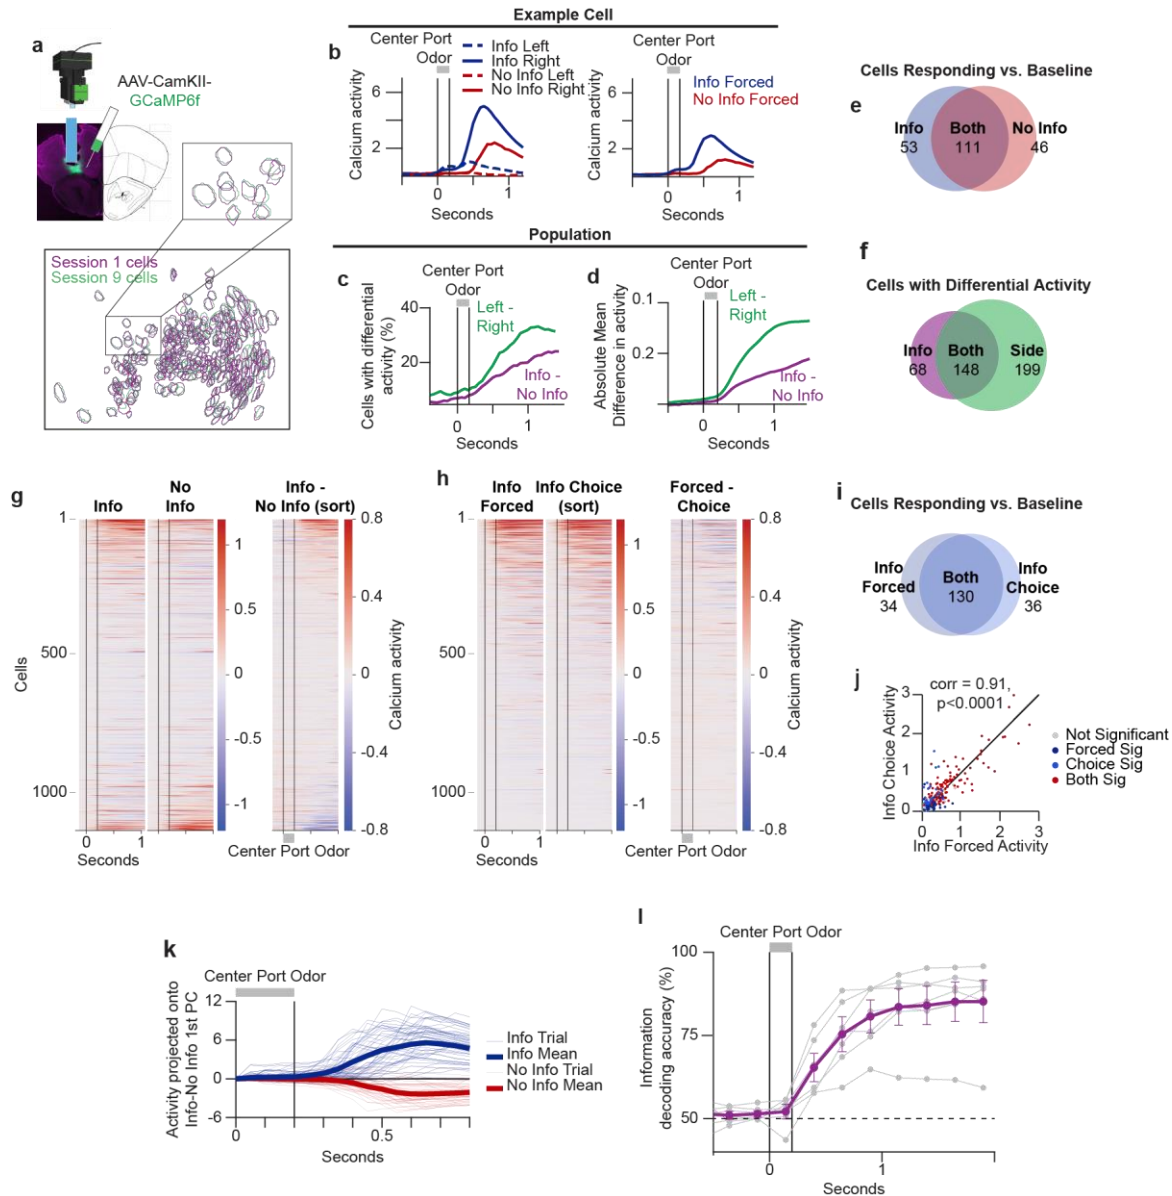 Example Cell
a
AAV-CamKII-
GCaMP6f
Session 1 cells
Session 9 cells
b
Center Port
Odor
Info Left
Info Right
No Info Left
No Info Right
Calcium activity
6
2
0
1
Seconds
Center Port
Odor
Info Forced
No Info Forced
Calcium activity
6
2
0
1
Seconds
Cells Responding vs. Baseline
e
Info
53
Both
111
No Info
46
Population
c
Center Port
Odor
Left -
Right
Info -
No Info
Cells with differential
activity (%)
40
20
0
1
Seconds
d
Center Port
Odor
Left -
Right
Info -
No Info
Absolute Mean
Difference in activity
0.1
0.2
0
1
Seconds
f
Cells with Differential Activity
Info
68
Both
148
Side
199
g
Info
No
Info
Info -
No Info (sort)
Cells
1
500
1000
1
0.5
0
-0.5
-1
0.8
0.4
0
-0.4
-0.8
Calcium activity
0
1
Seconds
Center Port Odor
h
Info
Forced
Info Choice
(sort)
Forced -
Choice
1
500
1000
1
0.5
0
-0.5
-1
0.8
0.4
0
-0.4
-0.8
Calcium activity
0
1
Seconds
Center Port Odor
i
Cells Responding vs. Baseline
Info
Forced
34
Both
130
Info
Choice
36
j
corr = 0.91,
p<0.0001
Info Choice Activity
3
2
1
0
0
1
2
3
Info Forced Activity
Not Significant
Forced Sig
Choice Sig
Both Sig
k
Center Port Odor
Activity projected onto
Info-No Info 1st PC
12
6
0
-6
0
0.5
Seconds
Info Trial
Info Mean
No Info Trial
No Info Mean
l
Center Port Odor
Information
decoding accuracy (%)
100
75
50
0
1
Seconds